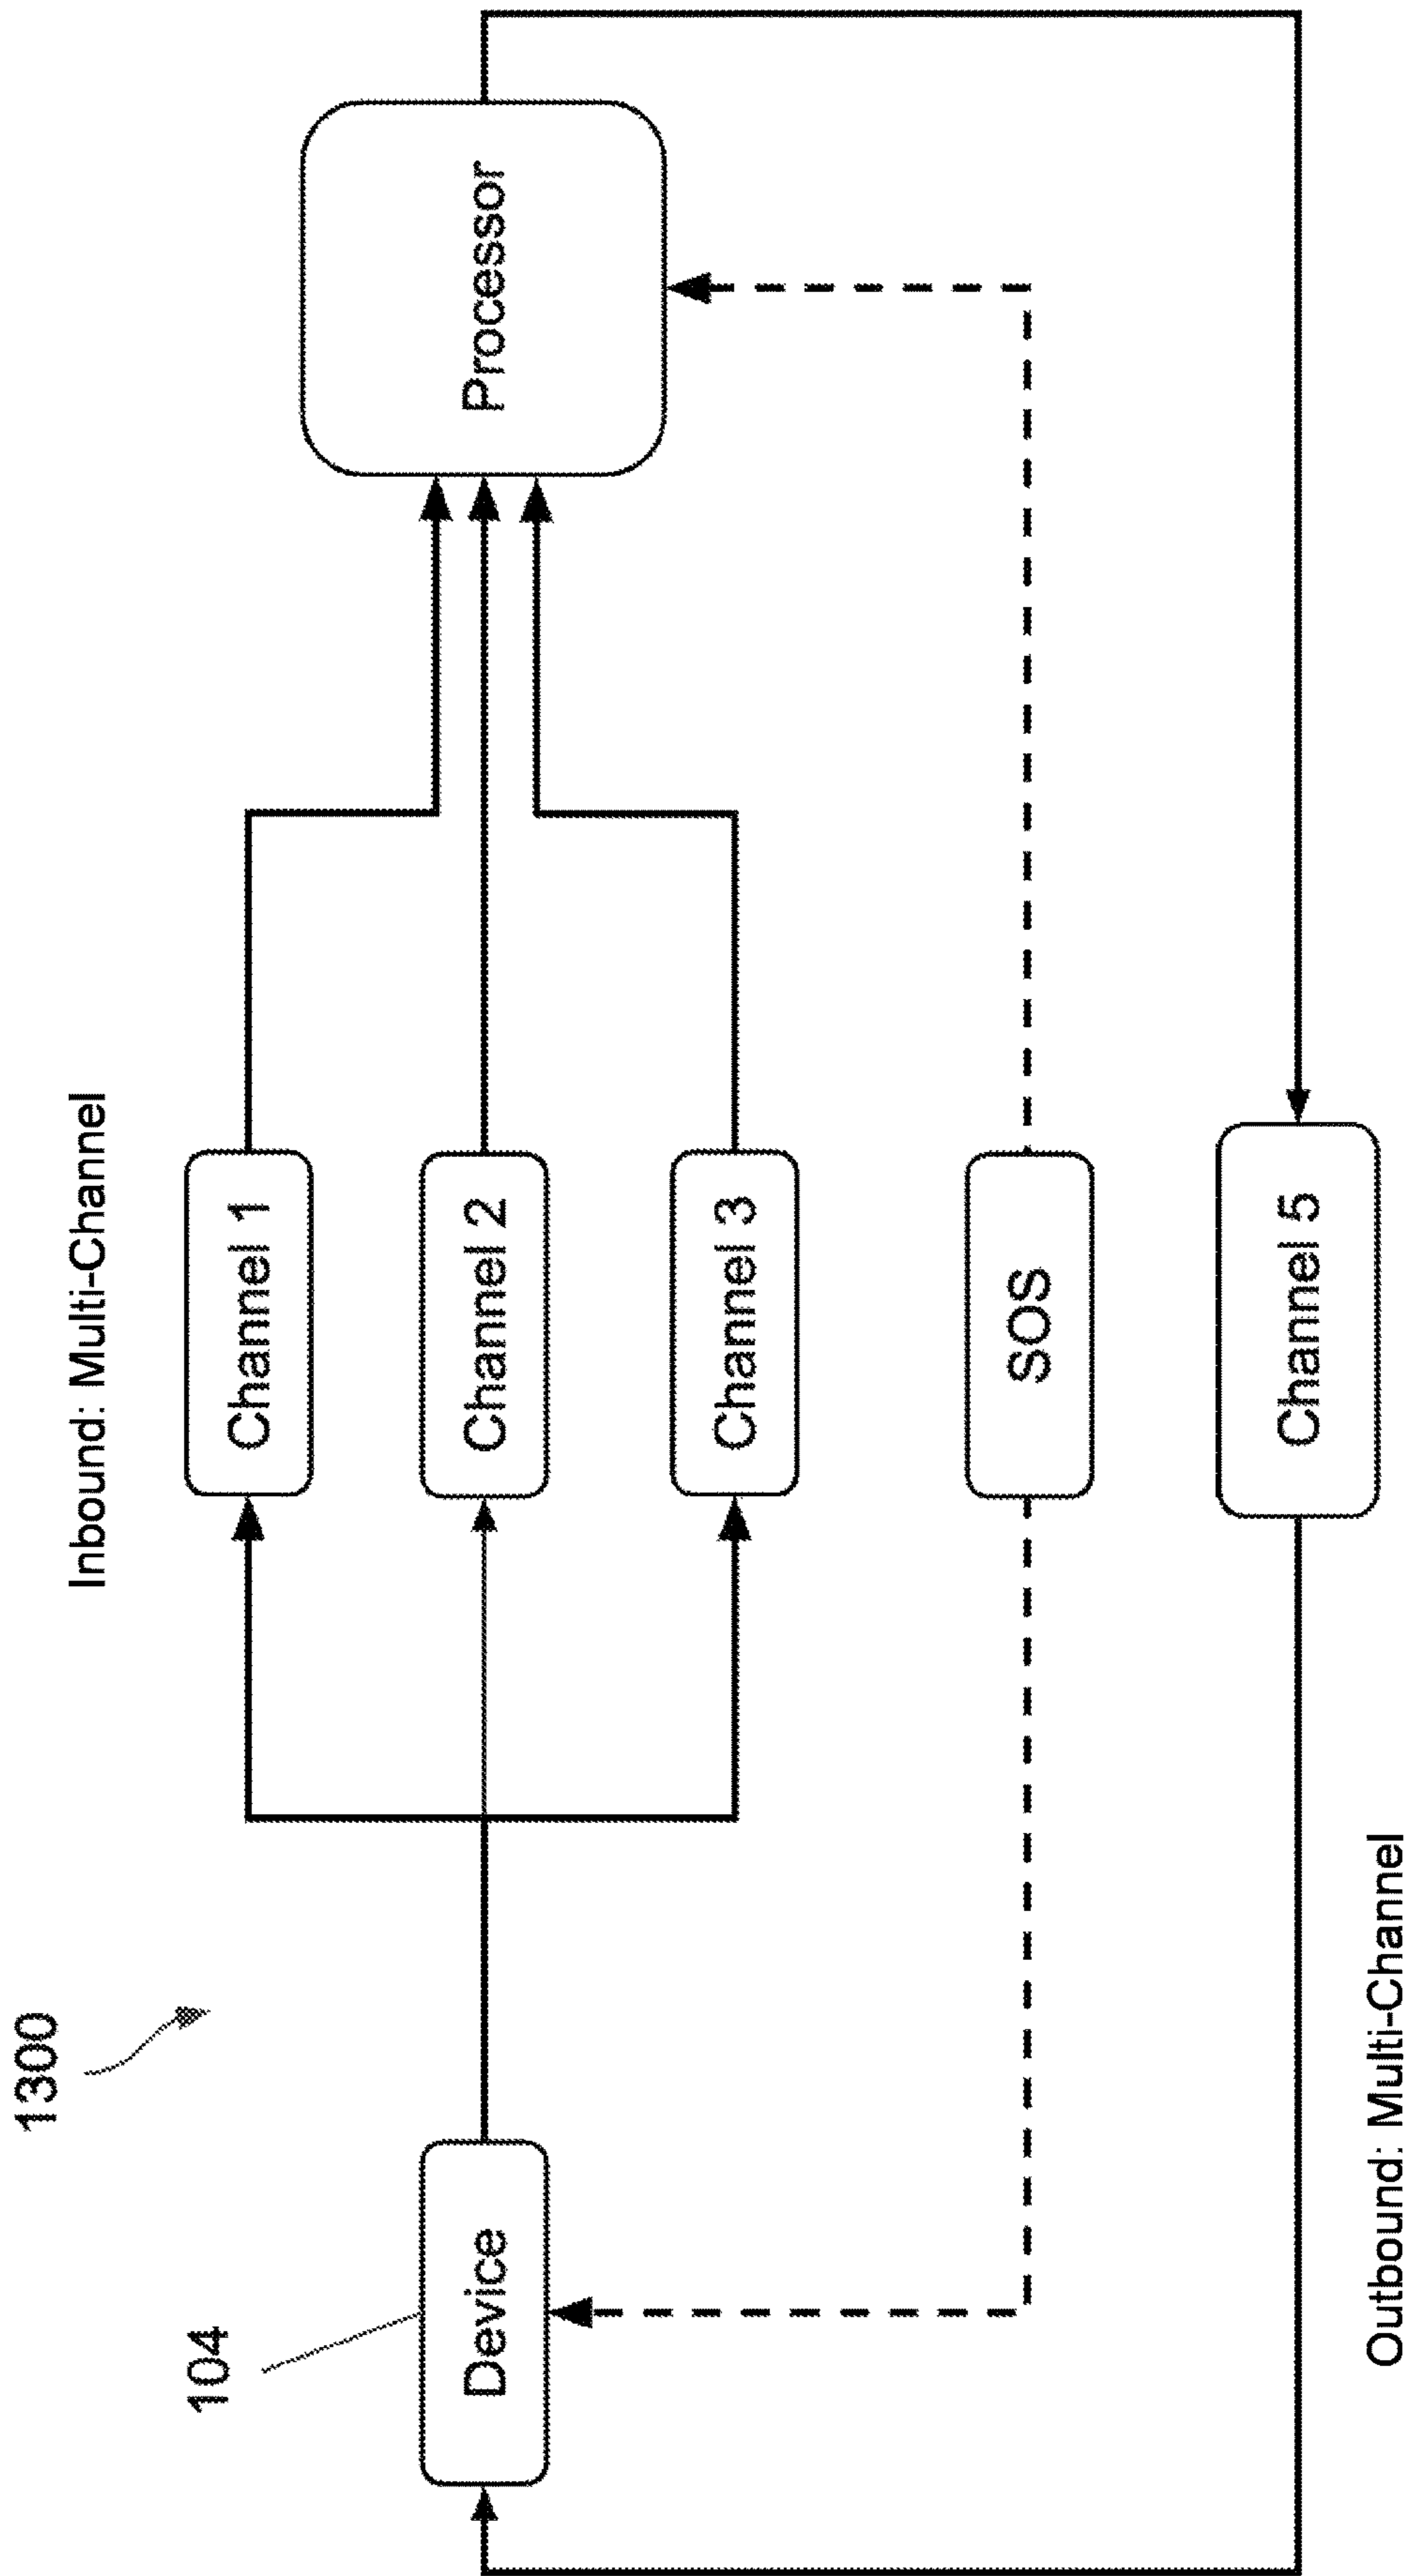 1300
Inbound: Multi-Channel
104
Device
Channel 1
Channel 2
Channel 3
Processor
SOS
Channel 5
Outbound: Multi-Channel